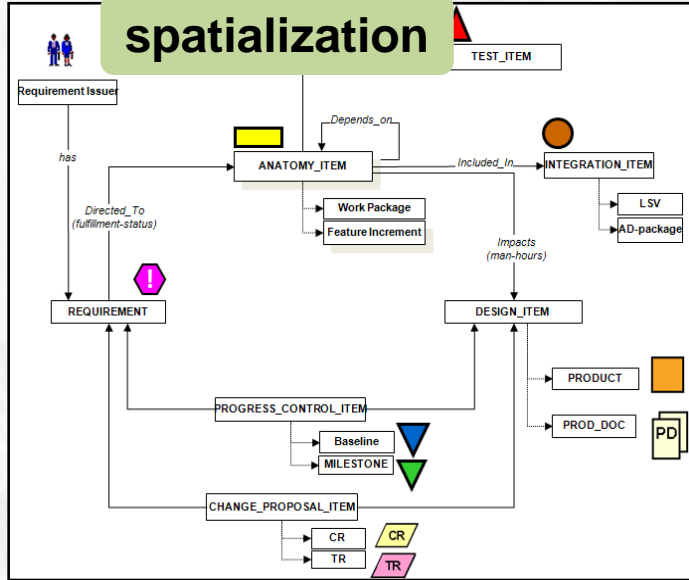 spatialization
TEST_ITEM
Requirement Issuer
Depends_on
has
ANATOMY_ITEM
Included_In
INTEGRATION_ITEM
Work Package
LSV
Directed_To
(fulfillment-status)
Feature Increment
AD-package
Impacts
(man-hours)
!
REQUIREMENT
DESIGN_ITEM
PRODUCT
PROGRESS_CONTROL_ITEM
PROD_DOC
PD
Baseline
MILESTONE
CHANGE_PROPOSAL_ITEM
CR
CR
TR
TR